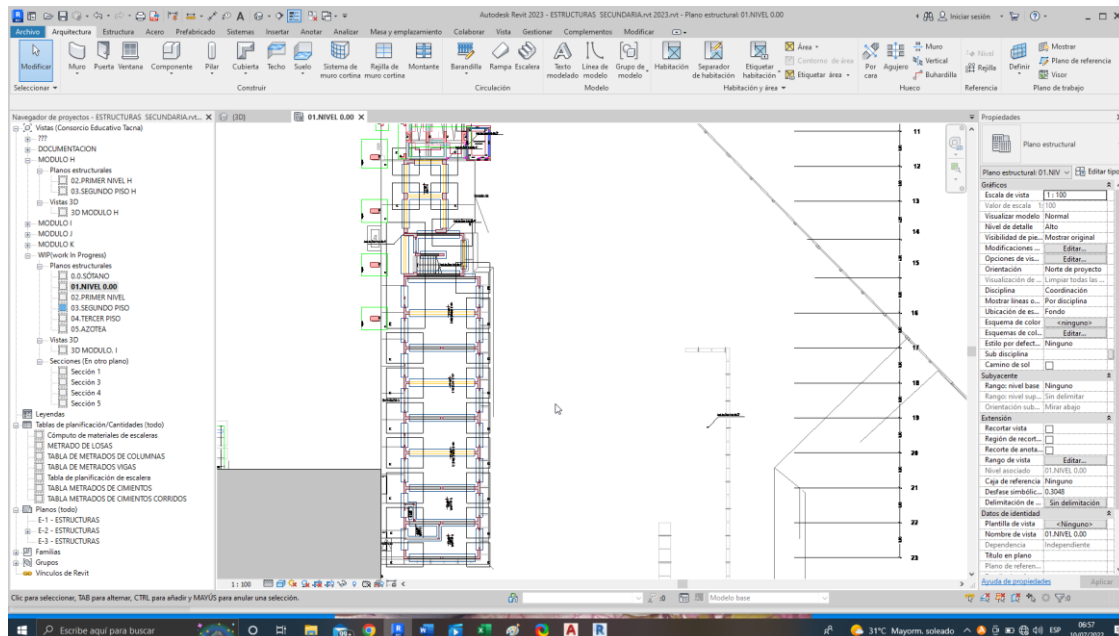 Autodesk Revit 2023 - ESTRUCTURAS SECUNDARIA.rvt 2023.rvt - Plano estructural: 01.NIVEL 0.00
Iniciar sesión
Archivo Arquitectura Estructura Acero Prefabricado Sistemas Insertar Anotar Analizar Masa y emplazamiento Colaborar Vista Gestionar Complementos Modificar
Modificar
Muro
Puerta
Ventana
Componente
Pilar
Cubierta
Techo
Suelo
Sistema de muro cortina
Rejilla de muro cortina
Montante
Barandilla
Rampa
Escalera
Texto modelado
Línea de modelo
Grupo de modelo
Habitación
Separador de habitación
Etiquetar habitación
Área
Contorno de área
Etiquetar área
Por cara
Agujero
Muro
Vertical
Buhardilla
Nivel
Rejilla
Definir
Mostrar
Plano de referencia
Visor
Seleccionar
Construir
Circulación
Modelo
Habitación y área
Hueco
Referencia
Plano de trabajo
Navegador de proyectos - ESTRUCTURAS SECUNDARIA.rvt...
(3D)
01.NIVEL 0.00
Vistas (Consorcio Educativo Tacna)
???
DOCUMENTACION
MODULO H
Planos estructurales
02.PRIMER NIVEL H
03.SEGUNDO PISO H
Vistas 3D
3D MODULO H
MODULO I
MODULO J
MODULO K
WIP(work In Progress)
Planos estructurales
0.0.SÓTANO
01.NIVEL 0.00
02.PRIMER NIVEL
03.SEGUNDO PISO
04.TERCER PISO
05.AZOTEA
Vistas 3D
3D MODULO. I
Secciones (En otro plano)
Sección 1
Sección 3
Sección 4
Sección 5
Leyendas
Tablas de planificación/Cantidades (todo)
Cómputo de materiales de escaleras
METRADO DE LOSAS
TABLA DE METRADOS DE COLUMNAS
TABLA DE METRADOS VIGAS
Tabla de planificación de escalera
TABLA METRADOS DE CIMIENTOS
TABLA METRADOS DE CIMIENTOS CORRIDOS
Planos (todo)
E-1 - ESTRUCTURAS
E-2 - ESTRUCTURAS
E-3 - ESTRUCTURAS
Familias
Grupos
Vínculos de Revit
11
12
13
14
15
16
17
18
19
20
21
22
23
1 : 100
Propiedades
Plano estructural
Plano estructural: 01.NIV
Editar tipo
Gráficos
Escala de vista 1 : 100
Valor de escala 1: 100
Visualizar modelo Normal
Nivel de detalle Alto
Visibilidad de pie... Mostrar original
Modificaciones ... Editar...
Opciones de vis... Editar...
Orientación Norte de proyecto
Visualización de ... Limpiar todas las ...
Disciplina Coordinación
Mostrar líneas o... Por disciplina
Ubicación de es... Fondo
Esquema de color <ninguno>
Esquemas de col... Editar...
Estilo por defect... Ninguno
Sub disciplina
Camino de sol
Subyacente
Rango: nivel base Ninguno
Rango: nivel sup... Sin delimitar
Orientación sub... Mirar abajo
Extensión
Recortar vista
Región de recort...
Recorte de anota...
Rango de vista Editar...
Nivel asociado 01.NIVEL 0.00
Caja de referencia Ninguno
Desfase simbólic... 0.3048
Delimitación de ... Sin delimitación
Datos de identidad
Plantilla de vista <Ninguno>
Nombre de vista 01.NIVEL 0.00
Dependencia Independiente
Título en plano
Plano de referen...
Ayuda de propiedades
Aplicar
Clic para seleccionar, TAB para alternar, CTRL para añadir y MAYÚS para anular una selección.
:0
Modelo base
:0
Escribe aquí para buscar
99+
31°C Mayorm. soleado
ESP
06:57